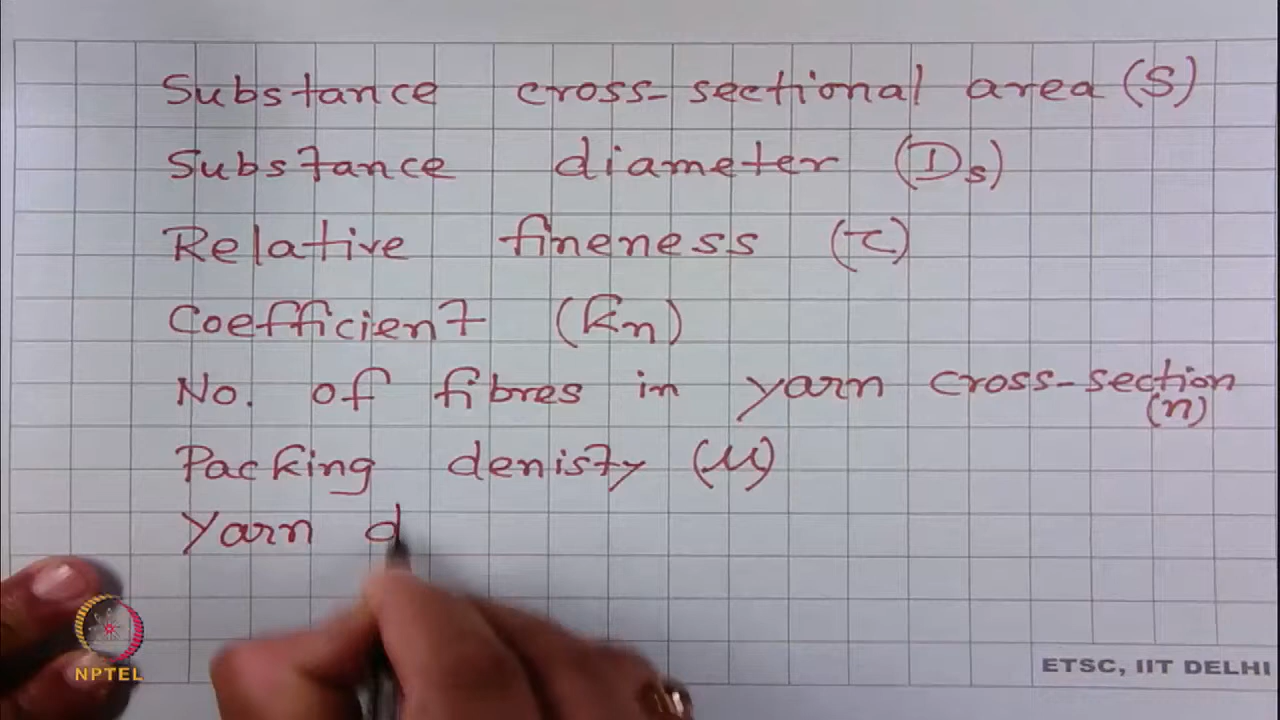 Substance cross-sectional area (S)
Substance diameter (Ds)
Relative fineness (τ)
Coefficient (kn)
No. of fibres in yarn cross-section
(n)
Packing denisty (μ)
Yarn d
NPTEL
ETSC, IIT DELHI